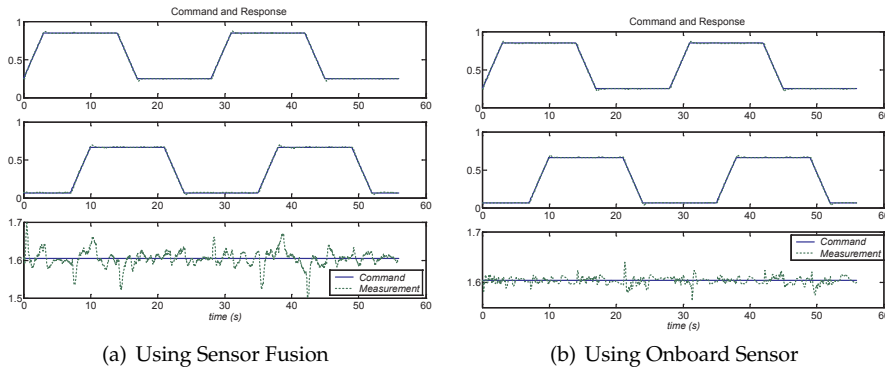 Command and Response
1
0.5
0
0 10 20 30 40 50 60
1
0.5
0
0 10 20 30 40 50 60
1.7
1.6
1.5
0 10 20 30 40 50 60
Command
Measurement
time (s)
(a) Using Sensor Fusion
Command and Response
1
0.5
0
0 10 20 30 40 50 60
1
0.5
0
0 10 20 30 40 50 60
1.7
1.6
0 10 20 30 40 50 60
Command
Measurement
time (s)
(b) Using Onboard Sensor